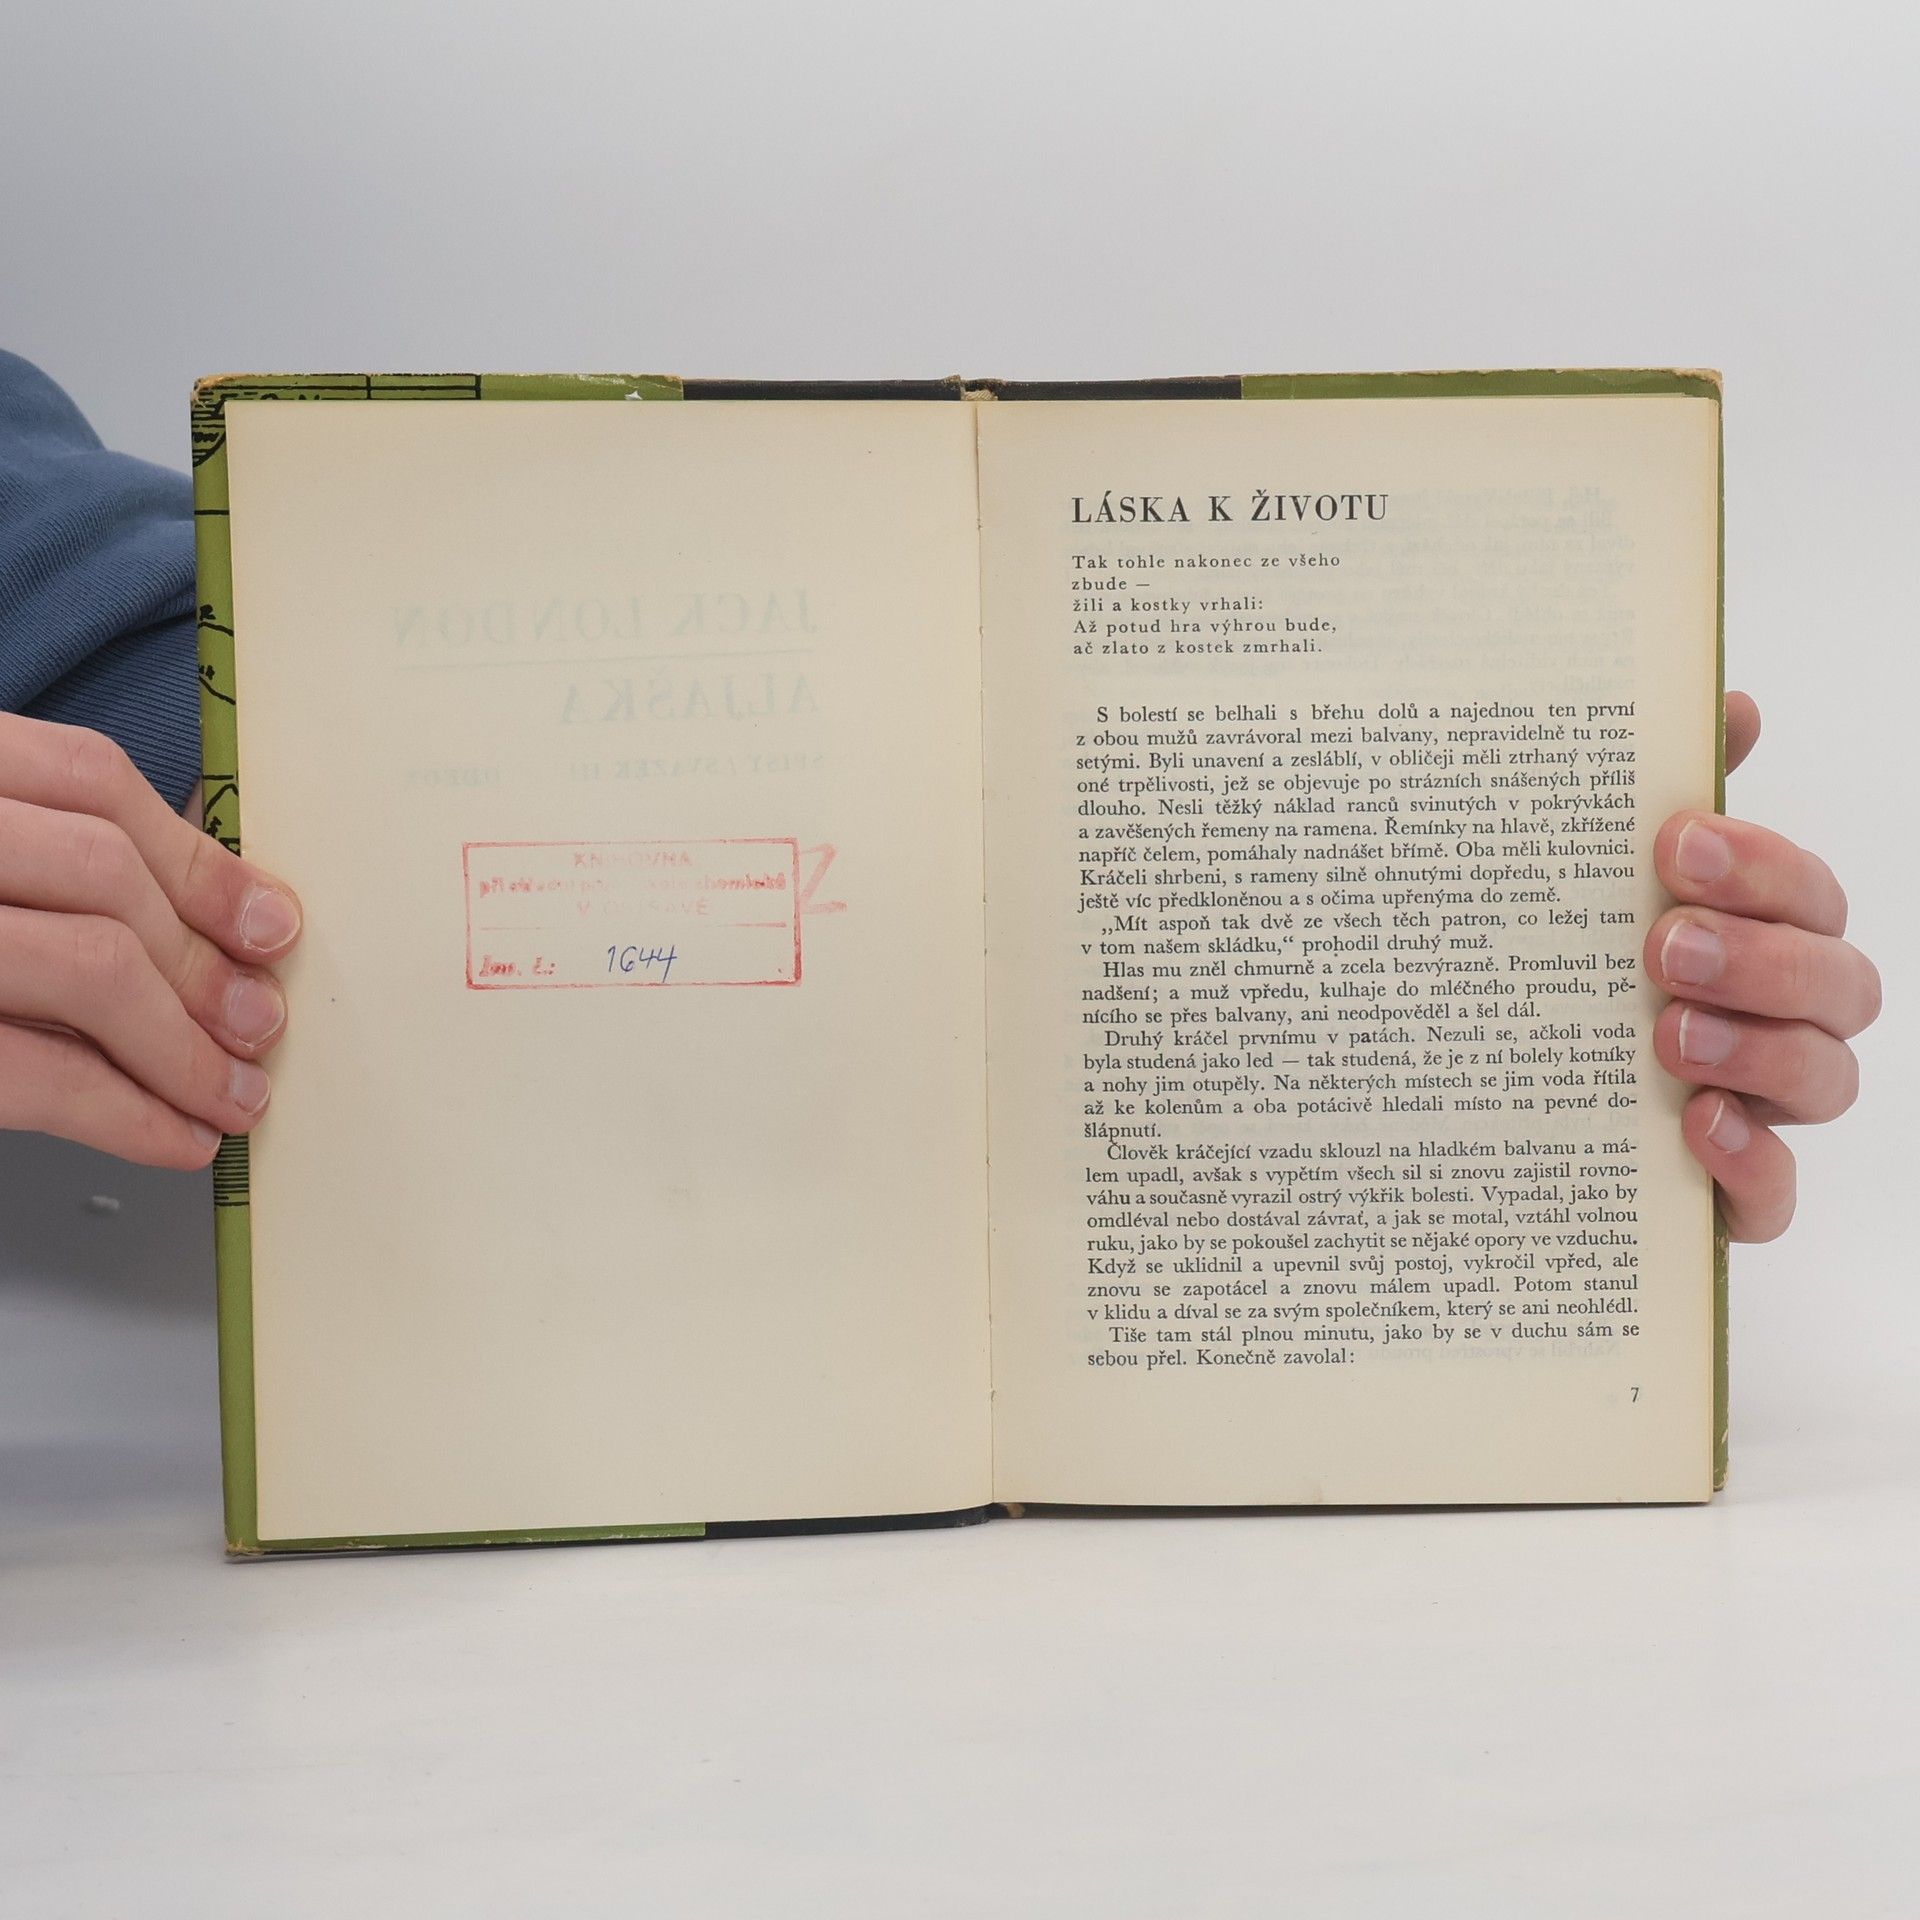 KNIHOVNA
V OPAVĚ
Inv. č.: 1644
LÁSKA K ŽIVOTU
Tak tohle nakonec ze všeho
zbude —
žili a kostky vrhali:
Až potud hra výhrou bude,
ač zlato z kostek zmrhali.
S bolestí se belhali s břehu dolů a najednou ten první
z obou mužů zavrávoral mezi balvany, nepravidelně tu roz-
setými. Byli unavení a zesláblí, v obličeji měli ztrhaný výraz
oné trpělivosti, jež se objevuje po strázních snášených příliš
dlouho. Nesli těžký náklad ranců svinutých v pokrývkách
a zavěšených řemeny na ramena. Řemínky na hlavě, zkřížené
napříč čelem, pomáhaly nadnášet břímě. Oba měli kulovnici.
Kráčeli shrbeni, s rameny silně ohnutými dopředu, s hlavou
ještě víc předkloněnou a s očima upřenýma do země.
„Mít aspoň tak dvě ze všech těch patron, co ležej tam
v tom našem skládku,“ prohodil druhý muž.
Hlas mu zněl chmurně a zcela bezvýrazně. Promluvil bez
nadšení; a muž vpředu, kulhaje do mléčného proudu, pě-
nícího se přes balvany, ani neodpověděl a šel dál.
Druhý kráčel prvnímu v patách. Nezuli se, ačkoli voda
byla studená jako led — tak studená, že je z ní bolely kotníky
a nohy jim otupěly. Na některých místech se jim voda řítila
až ke kolenům a oba potácivě hledali místo na pevné do-
šlápnutí.
Člověk kráčející vzadu sklouzl na hladkém balvanu a má-
lem upadl, avšak s vypětím všech sil si znovu zajistil rovno-
váhu a současně vyrazil ostrý výkřik bolesti. Vypadal, jako by
omdléval nebo dostával závrať, a jak se motal, vztáhl volnou
ruku, jako by se pokoušel zachytit se nějaké opory ve vzduchu.
Když se uklidnil a upevnil svůj postoj, vykročil vpřed, ale
znovu se zapotácel a znovu málem upadl. Potom stanul
v klidu a díval se za svým společníkem, který se ani neohlédl.
Tiše tam stál plnou minutu, jako by se v duchu sám se
sebou přel. Konečně zavolal:
7